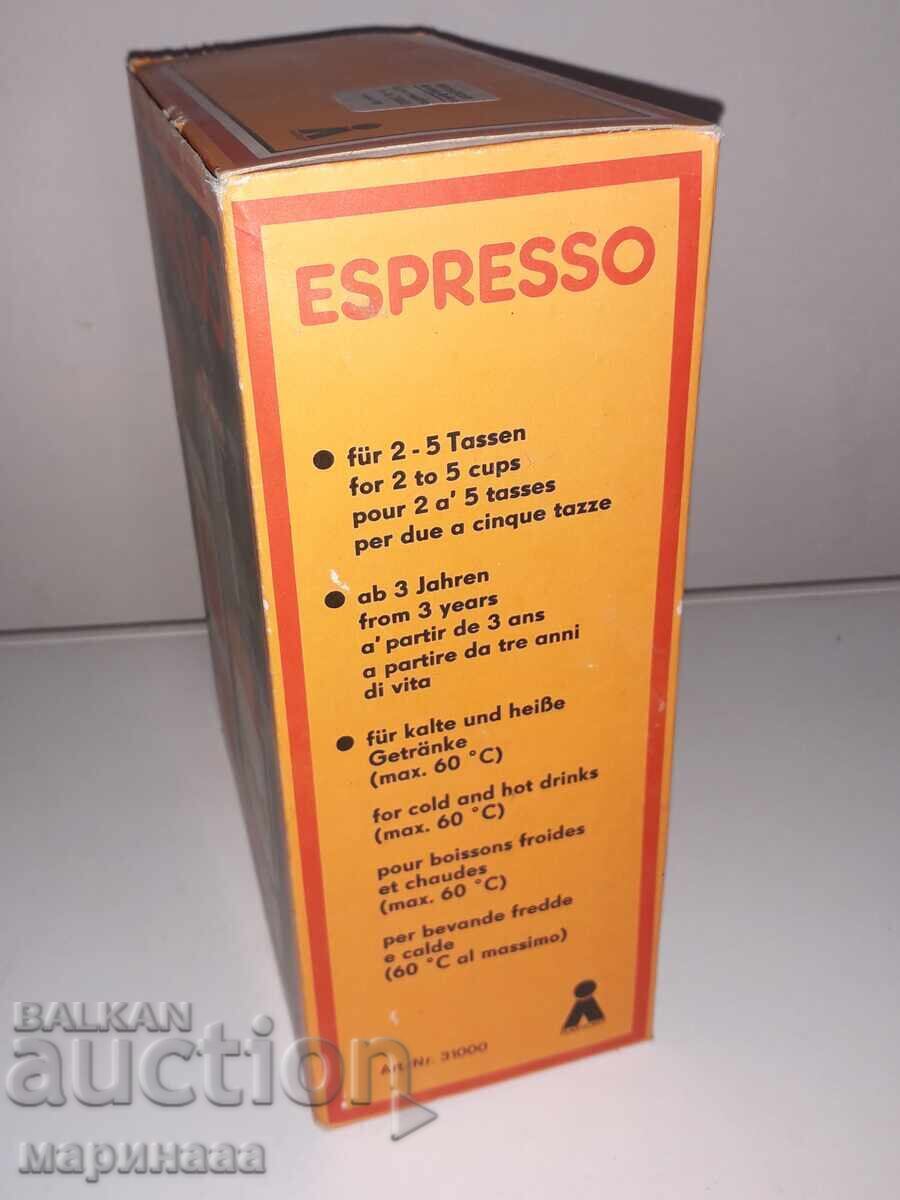 ESPRESSO
für 2 - 5 Tassen
for 2 to 5 cups
pour 2 a' 5 tasses
per due a cinque tazze
ab 3 Jahren
from 3 years
a' partir de 3 ans
a partire da tre anni
di vita
für kalte und heiße
Getränke
(max. 60 °C)
for cold and hot drinks
(max. 60 °C)
pour boissons froides
et chaudes
(max. 60 °C)
per bevande fredde
e calde
(60 °C al massimo)
Art. Nr. 31000
BALKAN
auction
маринааа